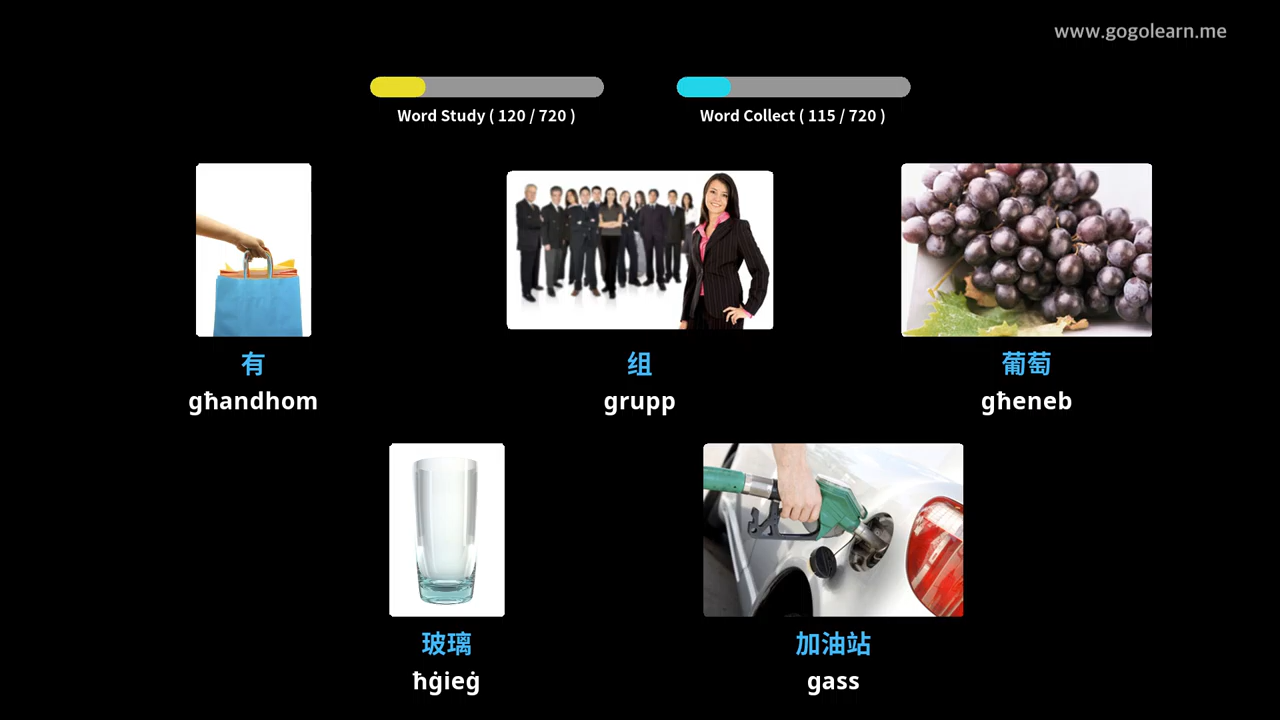 www.gogolearn.me
Word Study ( 120 / 720 )
Word Collect ( 115 / 720 )
有
组
葡萄
għandhom
grupp
għeneb
玻璃
加油站
ħġieġ
gass